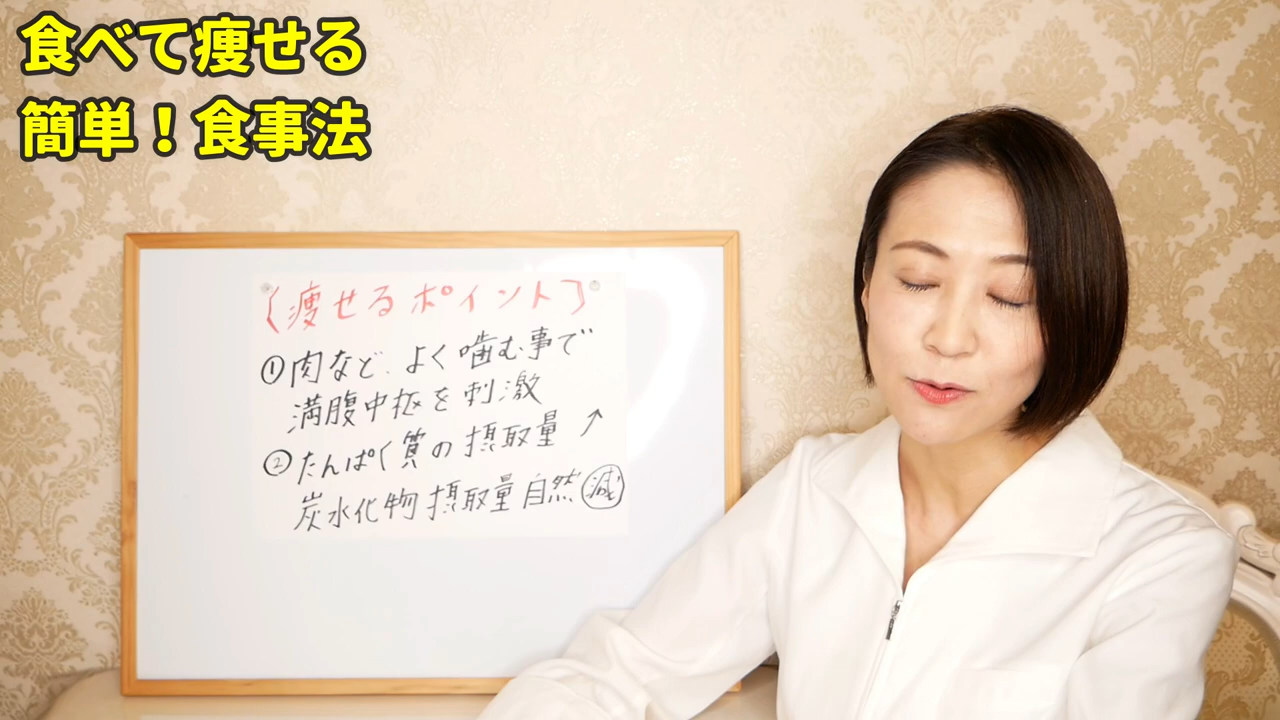 食べて痩せる
簡単！食事法
〔痩せるポイント〕
①肉など、よく噛む事で
満腹中枢を刺激
②たんぱく質の摂取量↑
炭水化物摂取量自然減